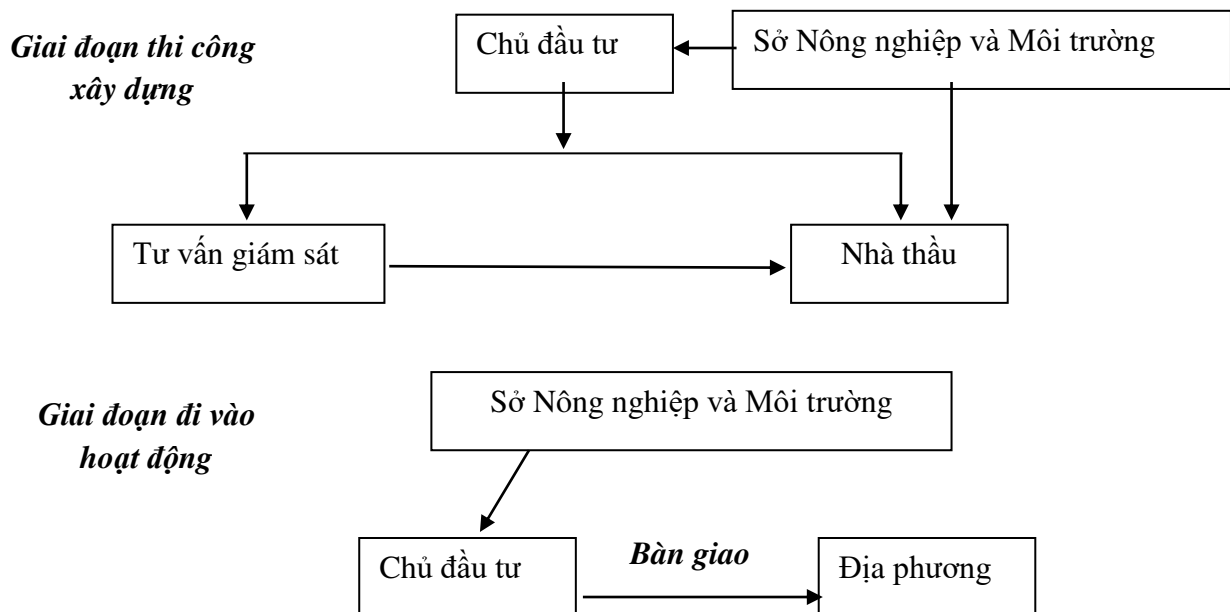 Giai đoạn thi công
xây dựng
Chủ đầu tư
Sở Nông nghiệp và Môi trường
Tư vấn giám sát
Nhà thầu
Giai đoạn đi vào
hoạt động
Sở Nông nghiệp và Môi trường
Chủ đầu tư
Bàn giao
Địa phương